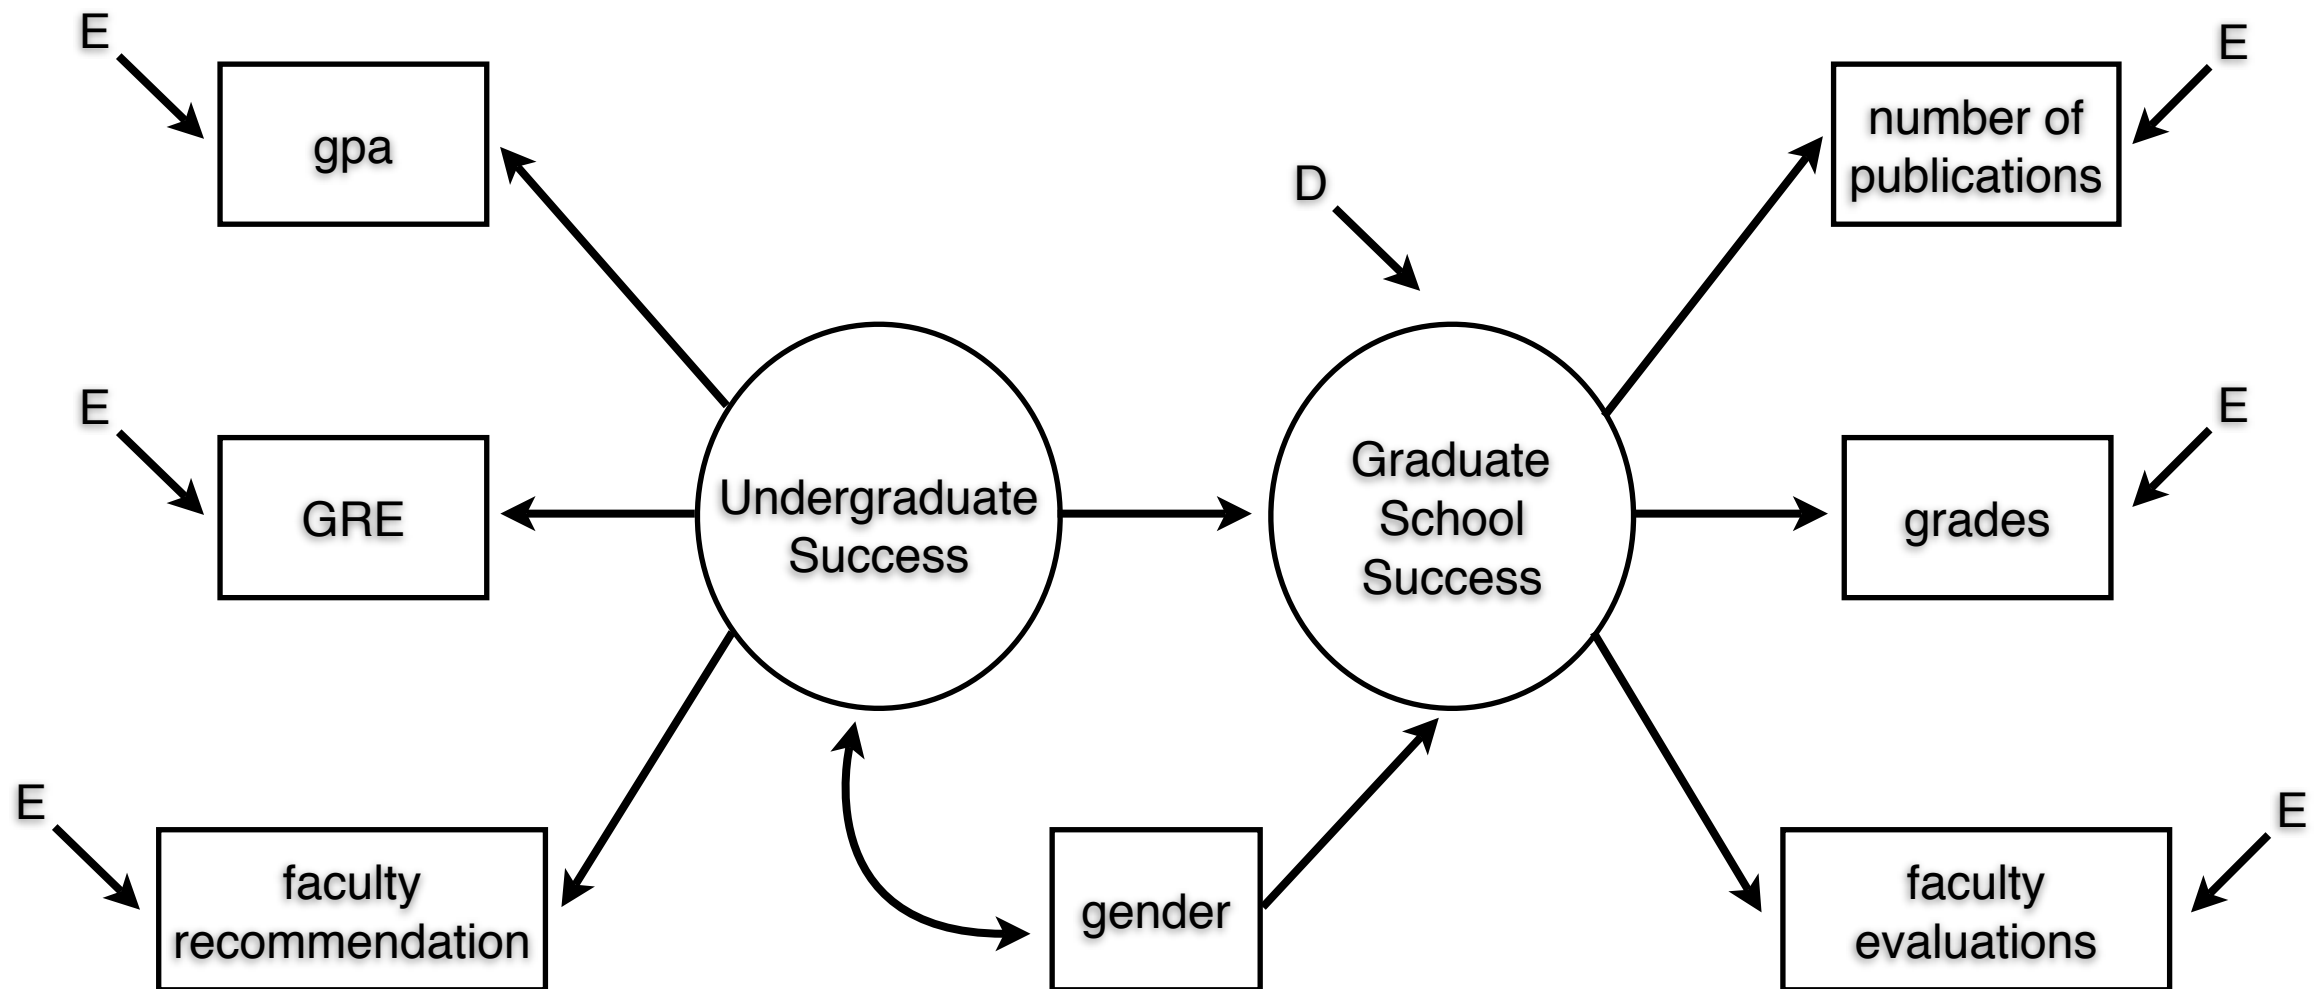 E
E
gpa
number of
publications
D
E
E
GRE
Undergraduate
Success
Graduate
School
Success
grades
E
E
faculty
recommendation
gender
faculty
evaluations